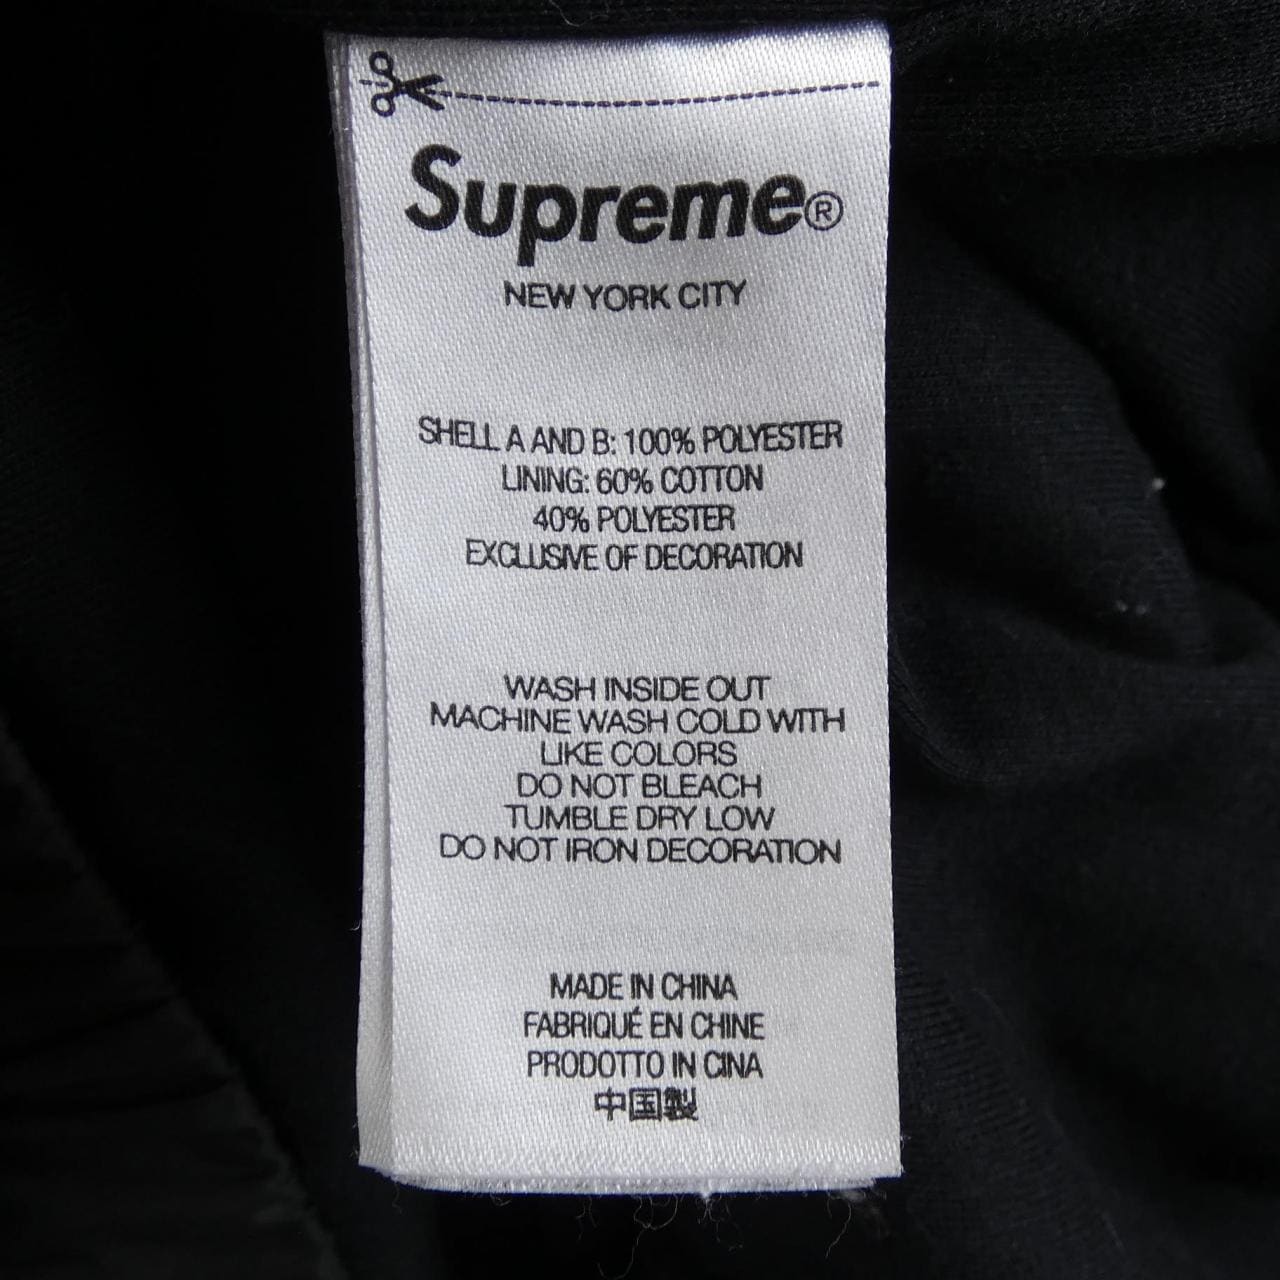 Supreme®
NEW YORK CITY
SHELL A AND B: 100% POLYESTER
LINING: 60% COTTON
40% POLYESTER
EXCLUSIVE OF DECORATION
WASH INSIDE OUT
MACHINE WASH COLD WITH
LIKE COLORS
DO NOT BLEACH
TUMBLE DRY LOW
DO NOT IRON DECORATION
MADE IN CHINA
FABRIQUÉ EN CHINE
PRODOTTO IN CINA
中国製